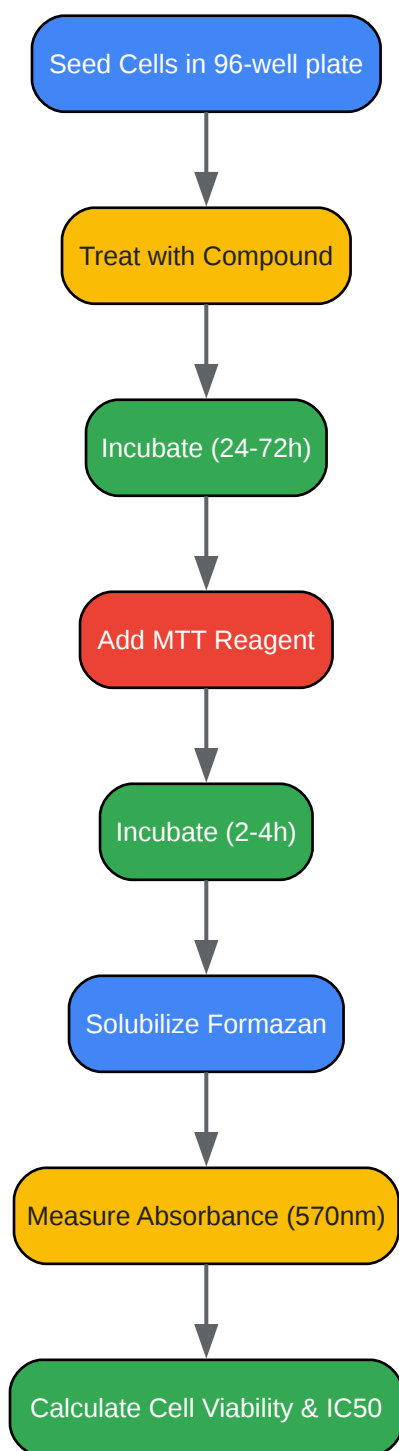 Seed Cells in 96-well plate
Treat with Compound
Incubate (24-72h)
Add MTT Reagent
Incubate (2-4h)
Solubilize Formazan
Measure Absorbance (570nm)
Calculate Cell Viability & IC50